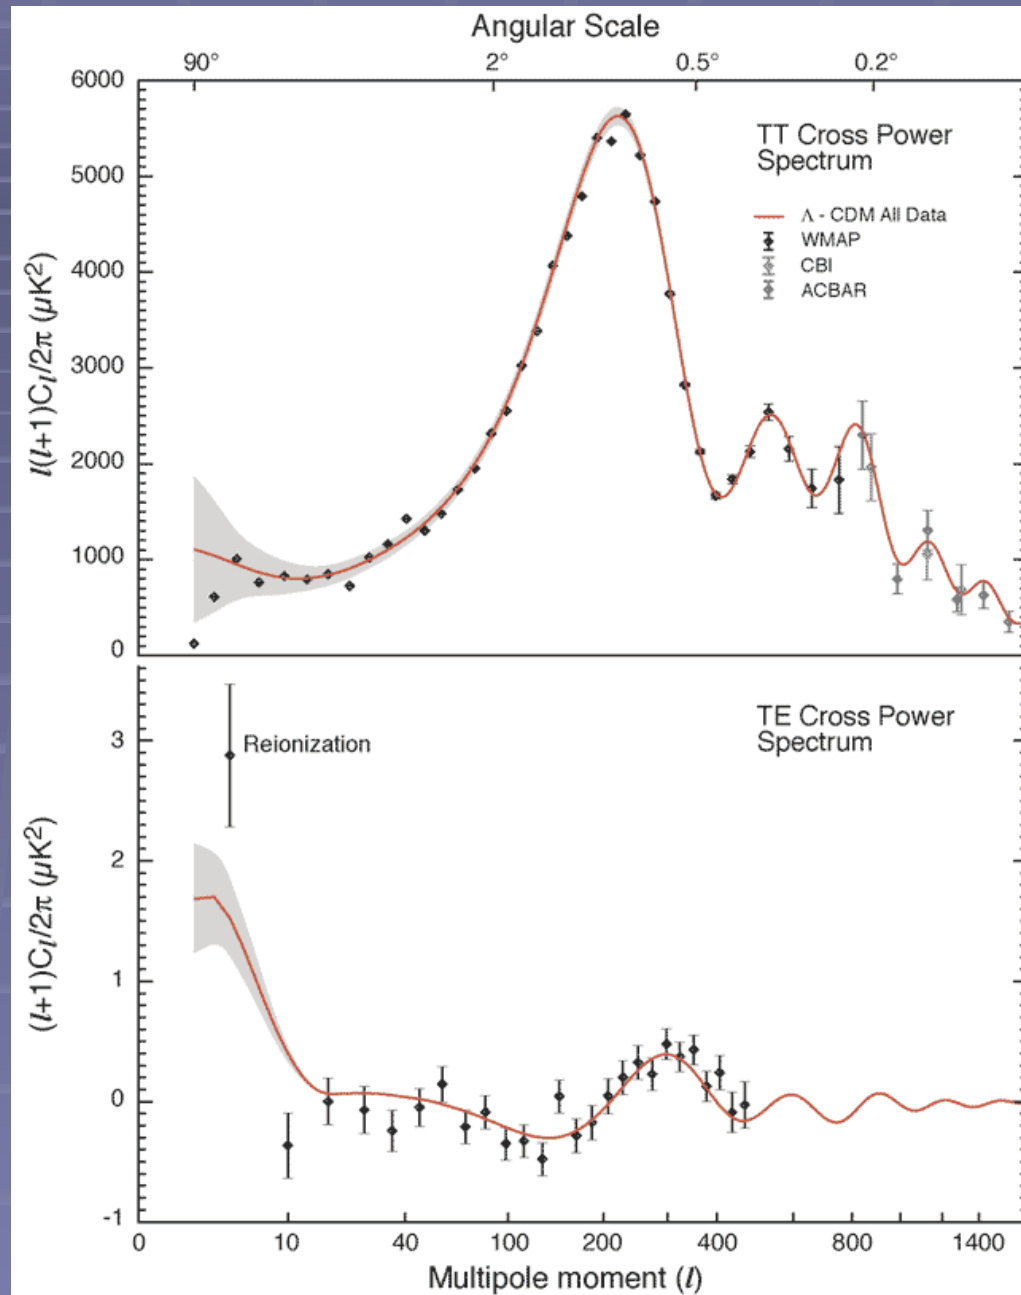 Angular Scale
90° 2° 0.5° 0.2°
6000
5000
4000
3000
2000
1000
0
l(l+1)Cl/2π (μK²)
TT Cross Power
Spectrum
Λ - CDM All Data
WMAP
CBI
ACBAR
3
2
1
0
-1
(l+1)Cl/2π (μK²)
Reionization
TE Cross Power
Spectrum
0 10 40 100 200 400 800 1400
Multipole moment (l)